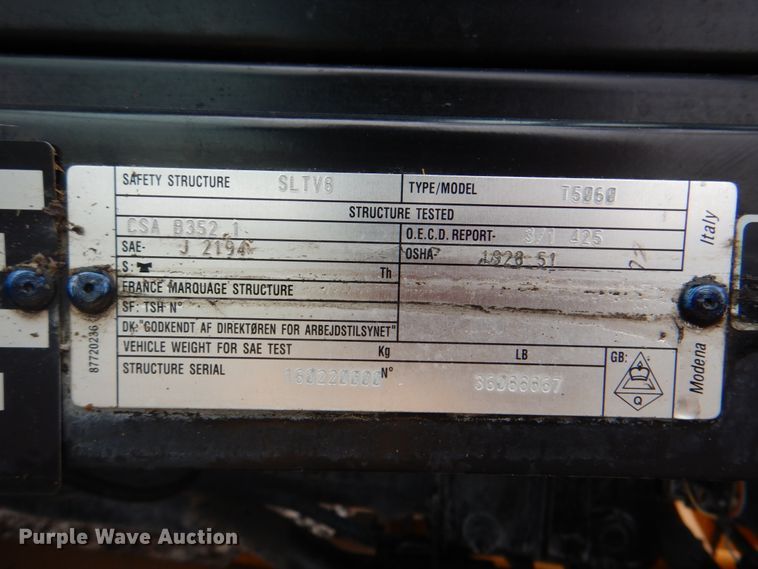 SAFETY STRUCTURE SLTV8 TYPE/MODEL T5060
STRUCTURE TESTED
CSA B352.1 O.E.C.D. REPORT- 425
SAE- J 2194 OSHA- 1928 51
S: Th
FRANCE MARQUAGE STRUCTURE
SF: TSH N°
DK: "GODKENDT AF DIREKTØREN FOR ARBEJDSTILSYNET"
VEHICLE WEIGHT FOR SAE TEST Kg LB GB:
STRUCTURE SERIAL N°
Q
87720236
Modena Italy
Purple Wave Auction